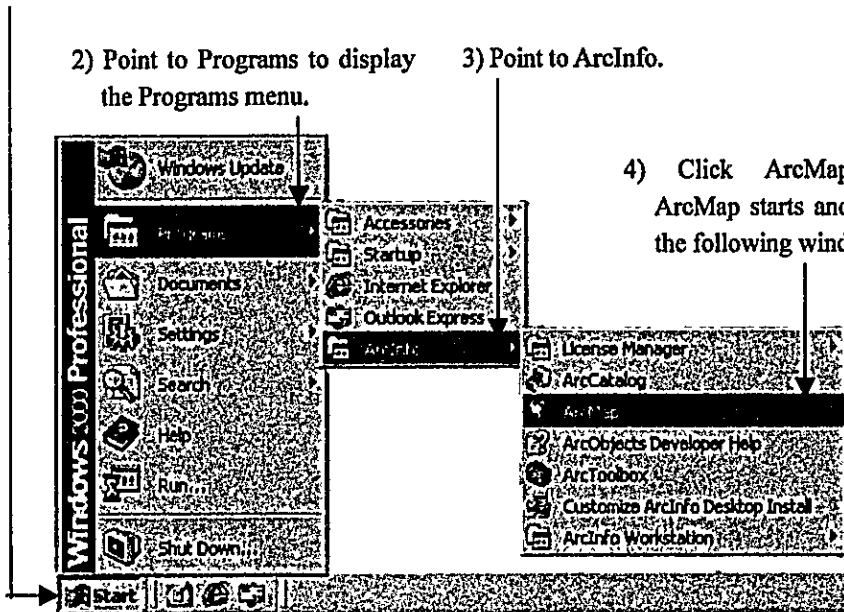 2) Point to Programs to display
the Programs menu.
3) Point to ArcInfo.
4) Click ArcMap
ArcMap starts and
the following wind
Windows 2000 Professional
Windows Update
Programs
Documents
Settings
Search
Help
Run...
Shut Down...
Accessories
Startup
Internet Explorer
Outlook Express
ArcInfo
License Manager
ArcCatalog
ArcMap
ArcObjects Developer Help
ArcToolbox
Customize ArcInfo Desktop Install
ArcInfo Workstation
Start